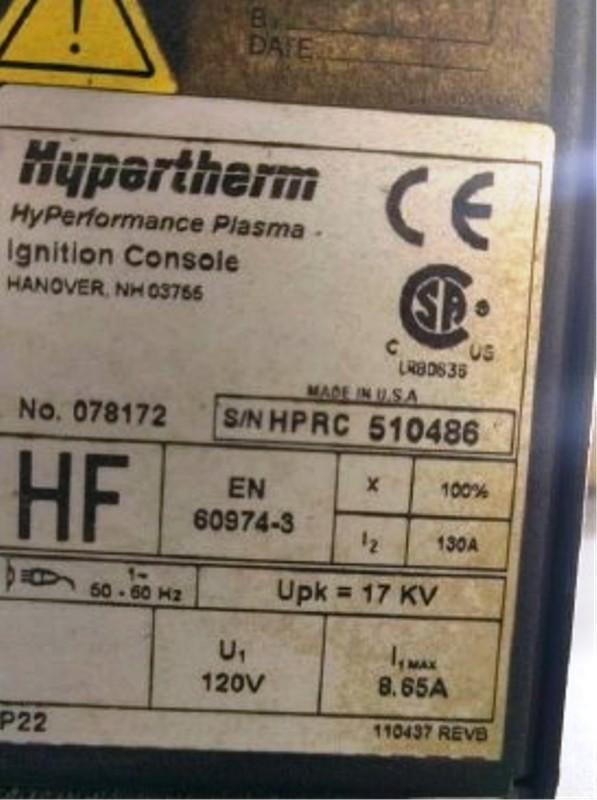 B
DATE
Hypertherm
HyPerformance Plasma
Ignition Console
HANOVER, NH 03755
CE
SA ®
C US
LR80636
MADE IN U.S.A
No. 078172
S/N HPRC 510486
HF
EN
60974-3
X 100%
I2 130A
1~
50 - 60 Hz
Upk = 17 KV
U1
120V
I1 MAX
8.65A
P22
110437 REVB